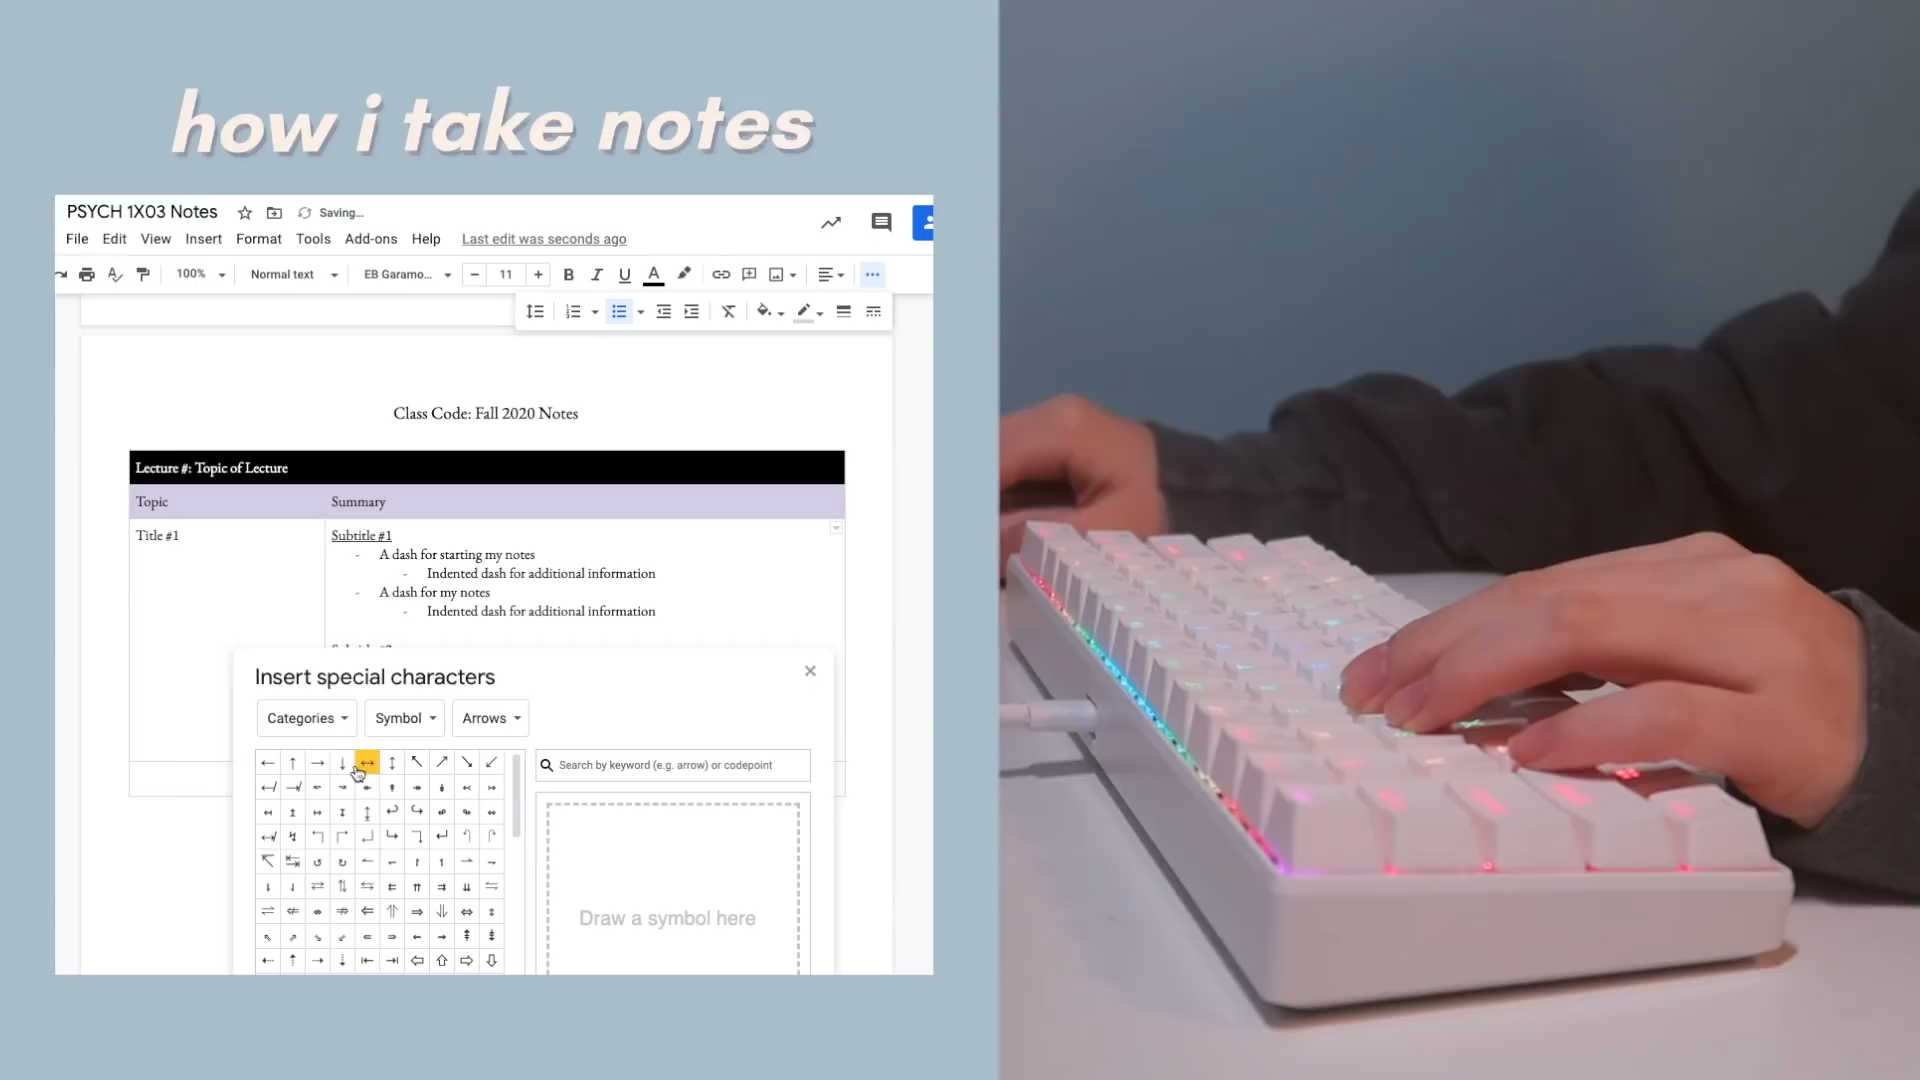 how i take notes
PSYCH 1X03 Notes Saving...
File Edit View Insert Format Tools Add-ons Help Last edit was seconds ago
100% Normal text EB Garamo... 11 B I U A
Class Code: Fall 2020 Notes
Lecture #: Topic of Lecture
Topic Summary
Title #1 Subtitle #1
- A dash for starting my notes
- Indented dash for additional information
- A dash for my notes
- Indented dash for additional information
Insert special characters
Categories Symbol Arrows
Search by keyword (e.g. arrow) or codepoint
Draw a symbol here